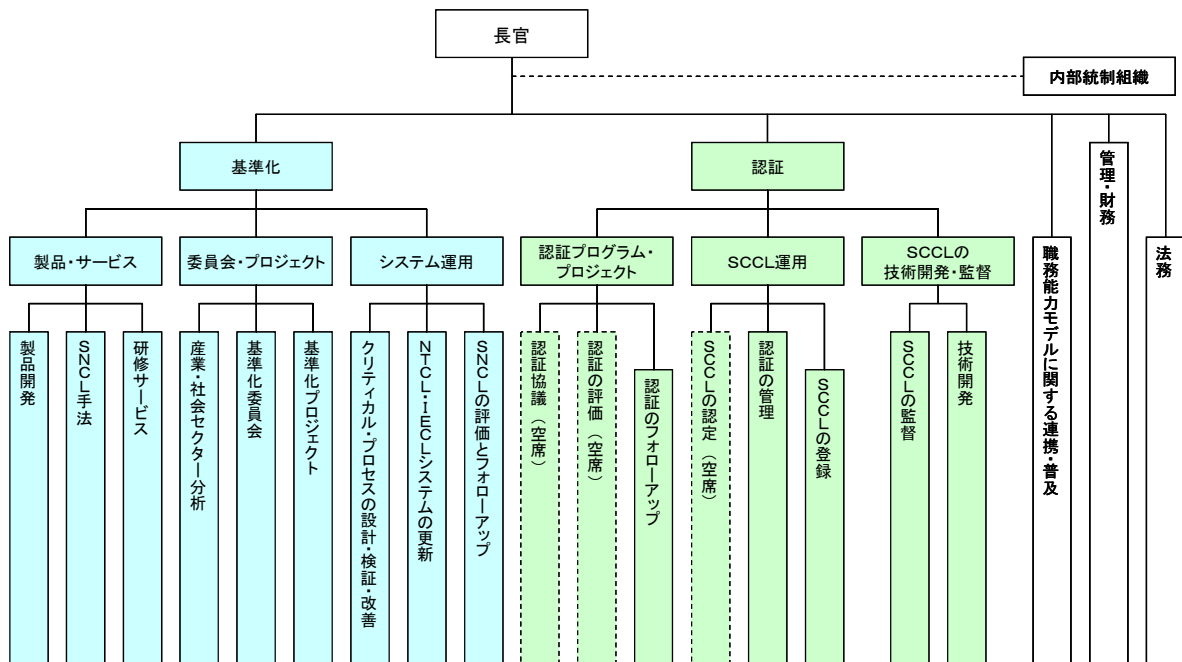 長官
内部統制組織
基準化
認証
製品・サービス
委員会・プロジェクト
システム運用
認証プログラム・
プロジェクト
SCCL運用
SCCLの
技術開発・監督
職務能力モデルに関する連携・普及
管理・財務
法務
製品開発
SNCL手法
研修サービス
産業・社会セクター分析
基準化委員会
基準化プロジェクト
クリティカル・プロセスの設計・検証・改善
NTCL・IECLシステムの更新
SNCLの評価とフォローアップ
認証協議（空席）
認証の評価（空席）
認証のフォローアップ
SCCLの認定（空席）
認証の管理
SCCLの登録
SCCLの監督
技術開発